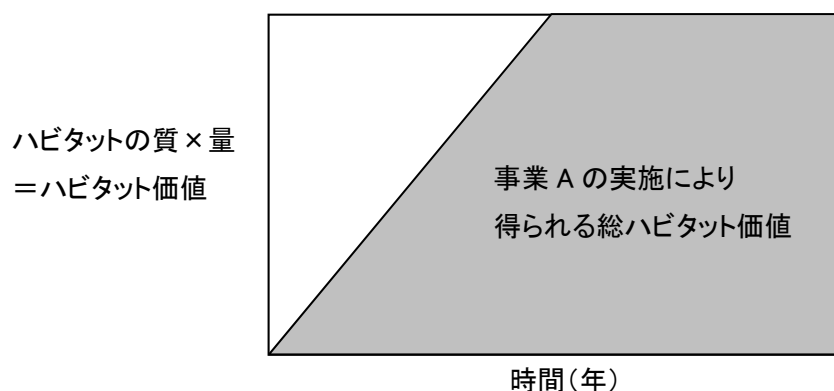 ハビタットの質×量
＝ハビタット価値
事業 A の実施により
得られる総ハビタット価値
時間（年）